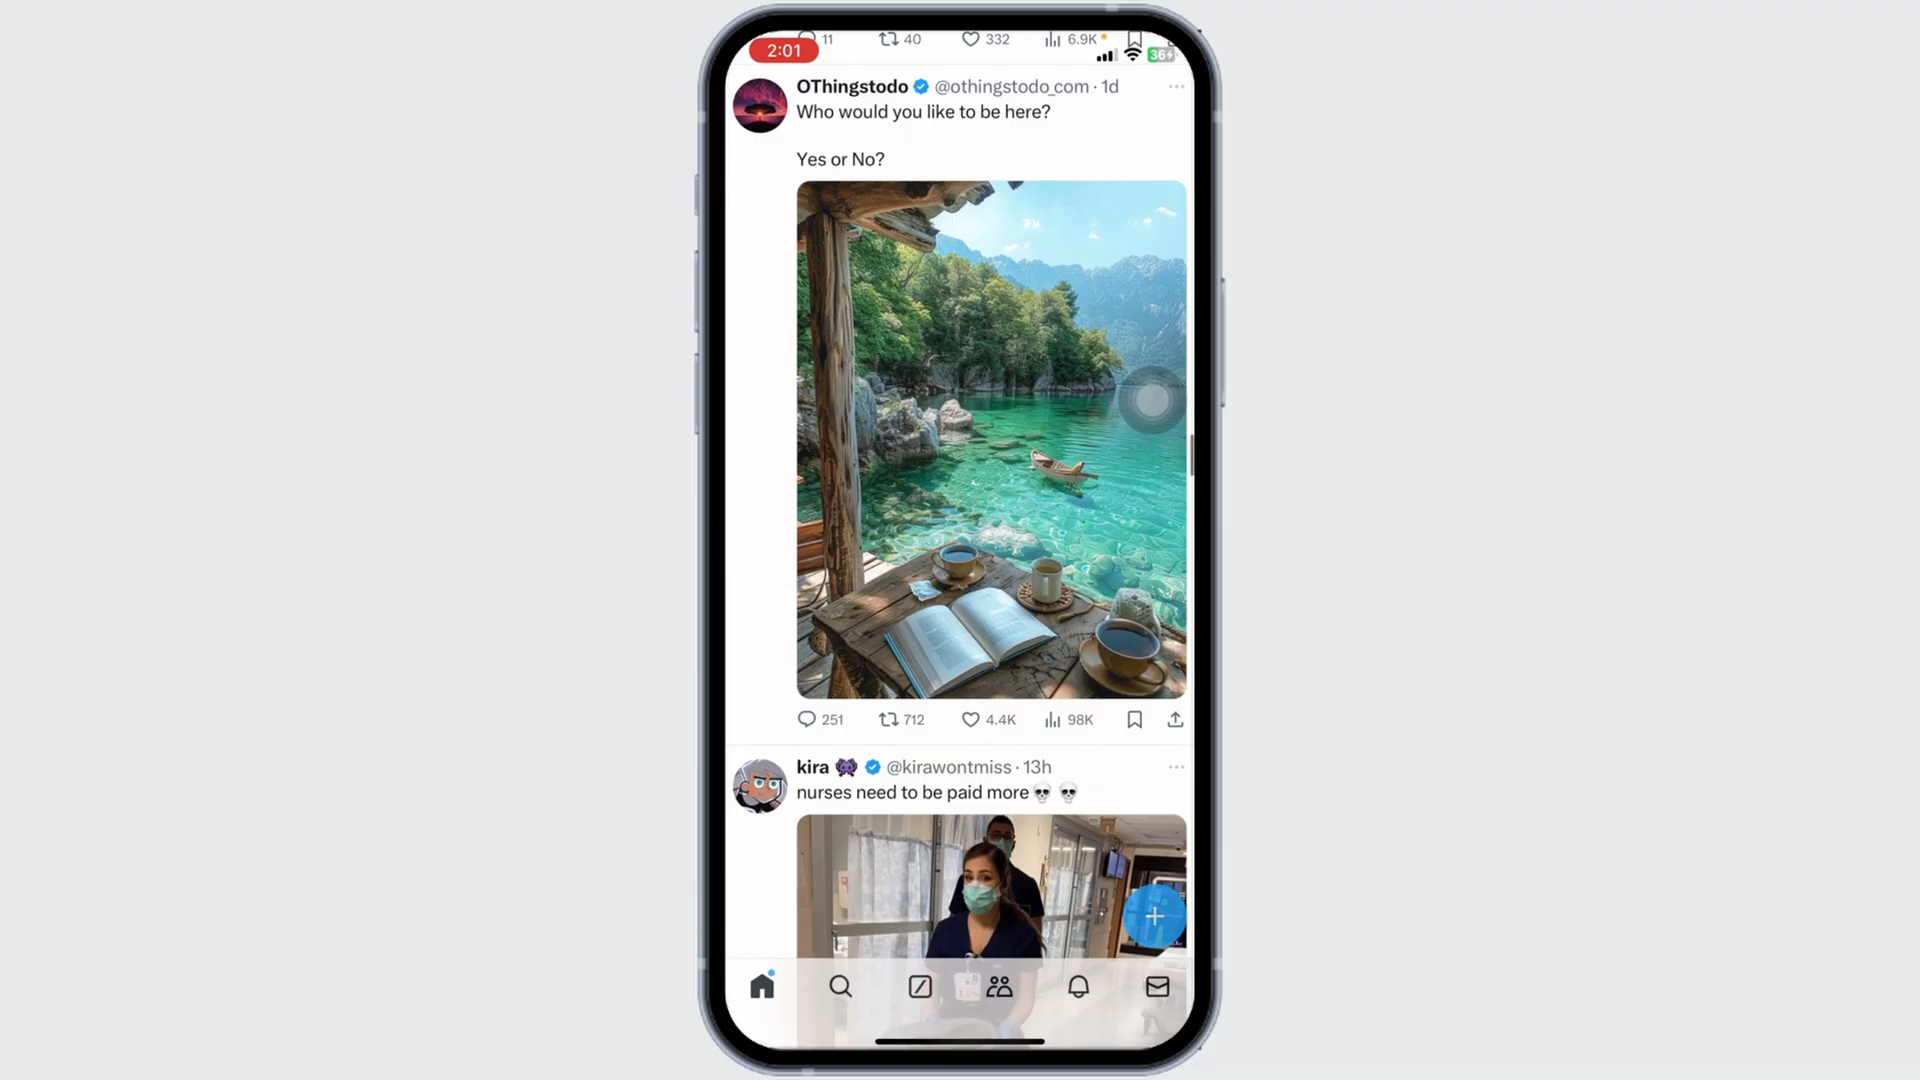 11 40 332 6.9K
2:01 36
OThingstodo @othingstodo_com · 1d
Who would you like to be here?
Yes or No?
251 712 4.4K 98K
kira @kirawontmiss · 13h
nurses need to be paid more💀 💀